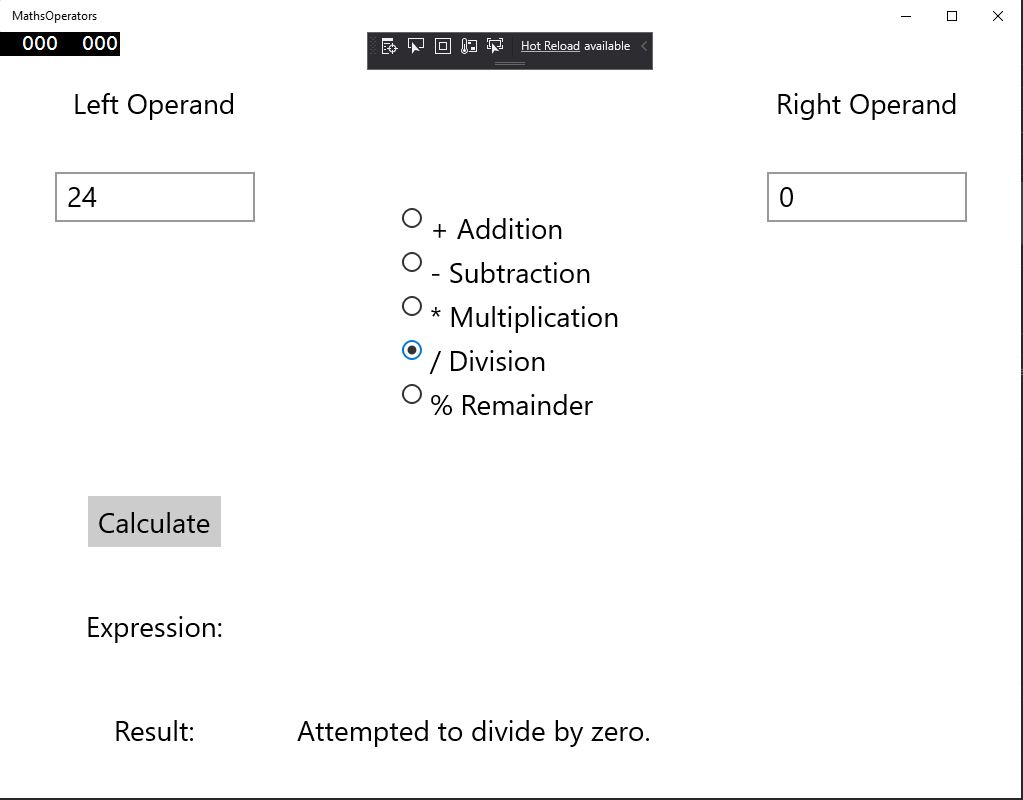 MathsOperators
000 000
Hot Reload available
Left Operand
Right Operand
24
0
+ Addition
- Subtraction
* Multiplication
/ Division
% Remainder
Calculate
Expression:
Result: Attempted to divide by zero.